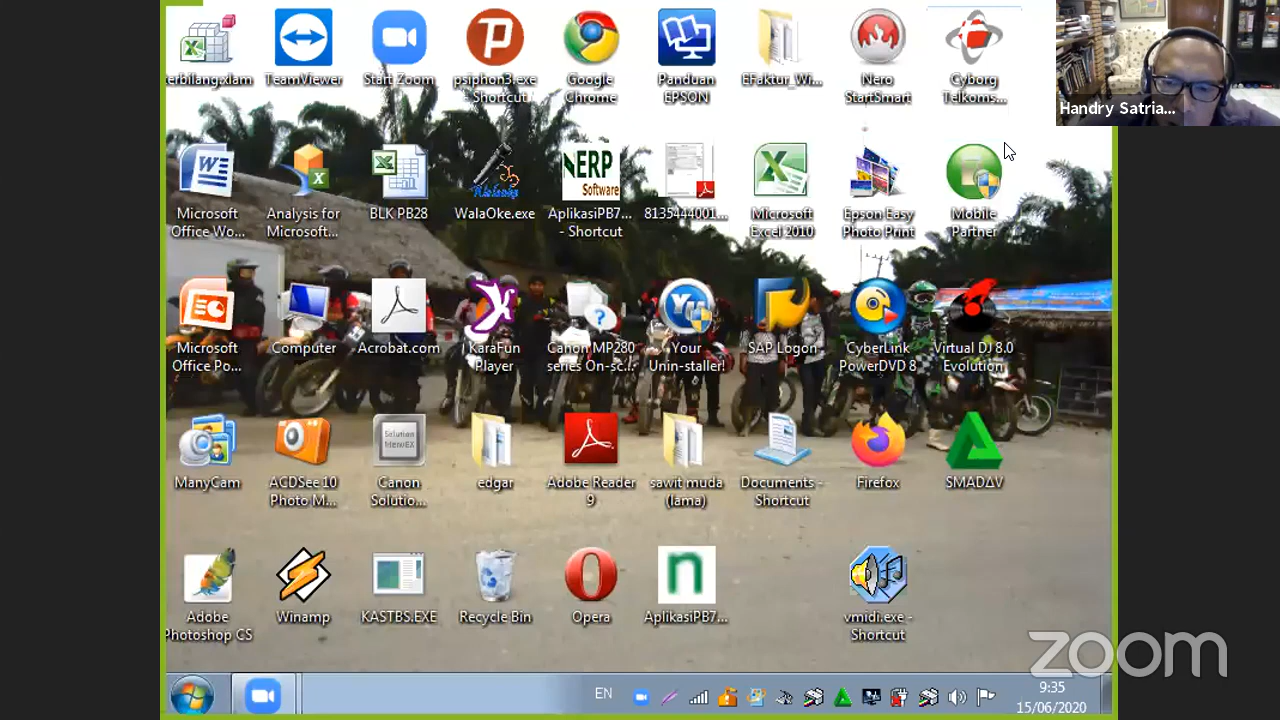 erbilang.xlam
TeamViewer
Start Zoom
psiphon3.exe
- Shortcut
Google
Chrome
Panduan
EPSON
EFaktur_Wi...
Nero
StartSmart
Cyborg
Telkoms...
Handry Satria...
Microsoft
Office Wo...
Analysis for
Microsoft...
BLK PB28
WalaOke.exe
NERP
Software
AplikasiPB7...
- Shortcut
8135444001...
Microsoft
Excel 2010
Epson Easy
Photo Print
Mobile
Partner
Microsoft
Office Po...
Computer
Acrobat.com
KaraFun
Player
Canon MP280
series On-sc...
Your
Unin-staller!
SAP Logon
CyberLink
PowerDVD 8
Virtual DJ 8.0
Evolution
ManyCam
ACDSee 10
Photo M...
Solution
MenuEX
Canon
Solutio...
edgar
Adobe Reader
9
sawit muda
(lama)
Documents -
Shortcut
Firefox
SMADΔV
Adobe
Photoshop CS
Winamp
KASTBS.EXE
Recycle Bin
Opera
n
AplikasiPB7...
vmidi.exe -
Shortcut
zoom
EN
9:35
15/06/2020